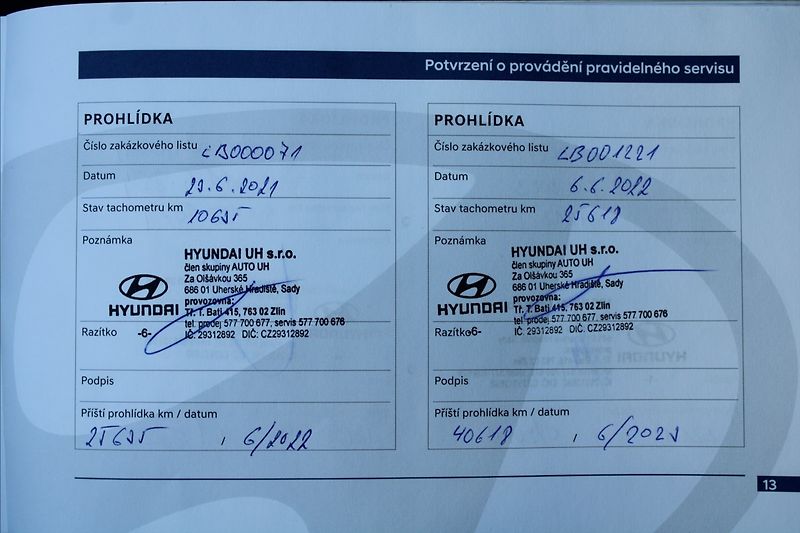 Potvrzení o provádění pravidelného servisu
PROHLÍDKA
Číslo zakázkového listu LB000071
Datum 29.6.2021
Stav tachometru km 10695
Poznámka
HYUNDAI UH s.r.o.
člen skupiny AUTO UH
Za Olšávkou 365
686 01 Uherské Hradiště, Sady
provozovna:
Tř. T. Bati 415, 763 02 Zlín
tel. prodej 577 700 677, servis 577 700 676
IČ: 29312892 DIČ: CZ29312892
HYUNDAI
Razítko -6-
Podpis
Příští prohlídka km / datum
25695 / 6/2022
PROHLÍDKA
Číslo zakázkového listu LB001221
Datum 6.6.2022
Stav tachometru km 25618
Poznámka
HYUNDAI UH s.r.o.
člen skupiny AUTO UH
Za Olšávkou 365
686 01 Uherské Hradiště, Sady
provozovna:
Tř. T. Bati 415, 763 02 Zlín
tel. prodej 577 700 677, servis 577 700 676
IČ: 29312892 DIČ: CZ29312892
HYUNDAI
Razítko -6-
Podpis
Příští prohlídka km / datum
40618 / 6/2023
13